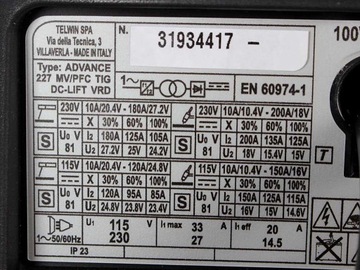 TELWIN SPA
Via della Tecnica, 3
VILLAVERLA - MADE IN ITALY
N. 31934417 -
100V
Type: ADVANCE
227 MV/PFC TIG
DC-LIFT VRD
1~
EN 60974-1
230V 10A/20.4V - 180A/27.2V
X 30% 60% 100%
S U0 V 81 I2 180A 125A 105A
U2 27.2V 25V 24.2V
230V 10A/10.4V - 200A/18V
X 30% 60% 100%
S U0 V 81 I2 200A 135A 125A
U2 18V 15.4V 15V
T
115V 10A/20.4V - 120A/24.8V
X 30% 60% 100%
S U0 V 81 I2 120A 95A 85A
U2 24.8V 23.8V 23.4V
115V 10A/10.4V - 150A/16V
X 30% 60% 100%
S U0 V 81 I2 150A 125A 115A
U2 16V 15V 14.6V
1~50/60Hz
U1 115 V 230
I1 max 33 A 27
I1 eff 20 A 14.5
IP 23